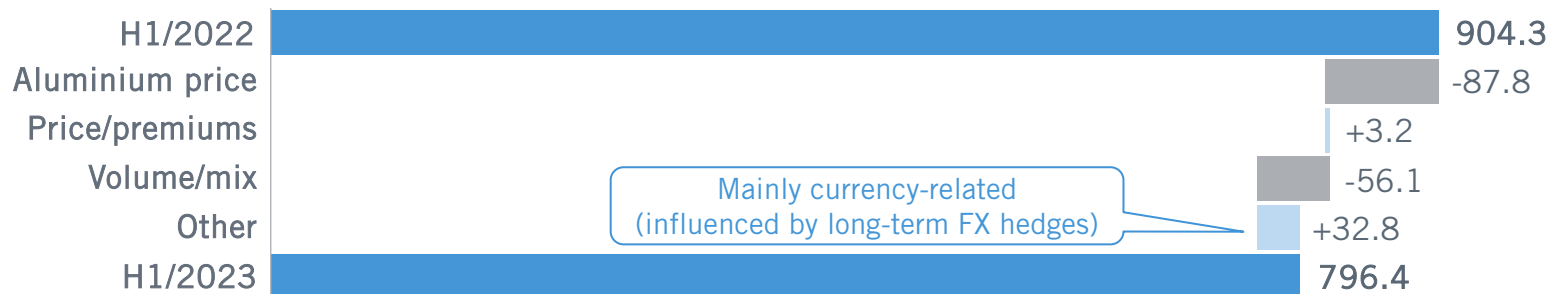 H1/2022 904.3
Aluminium price -87.8
Price/premiums +3.2
Volume/mix -56.1
Mainly currency-related
(influenced by long-term FX hedges)
Other +32.8
H1/2023 796.4